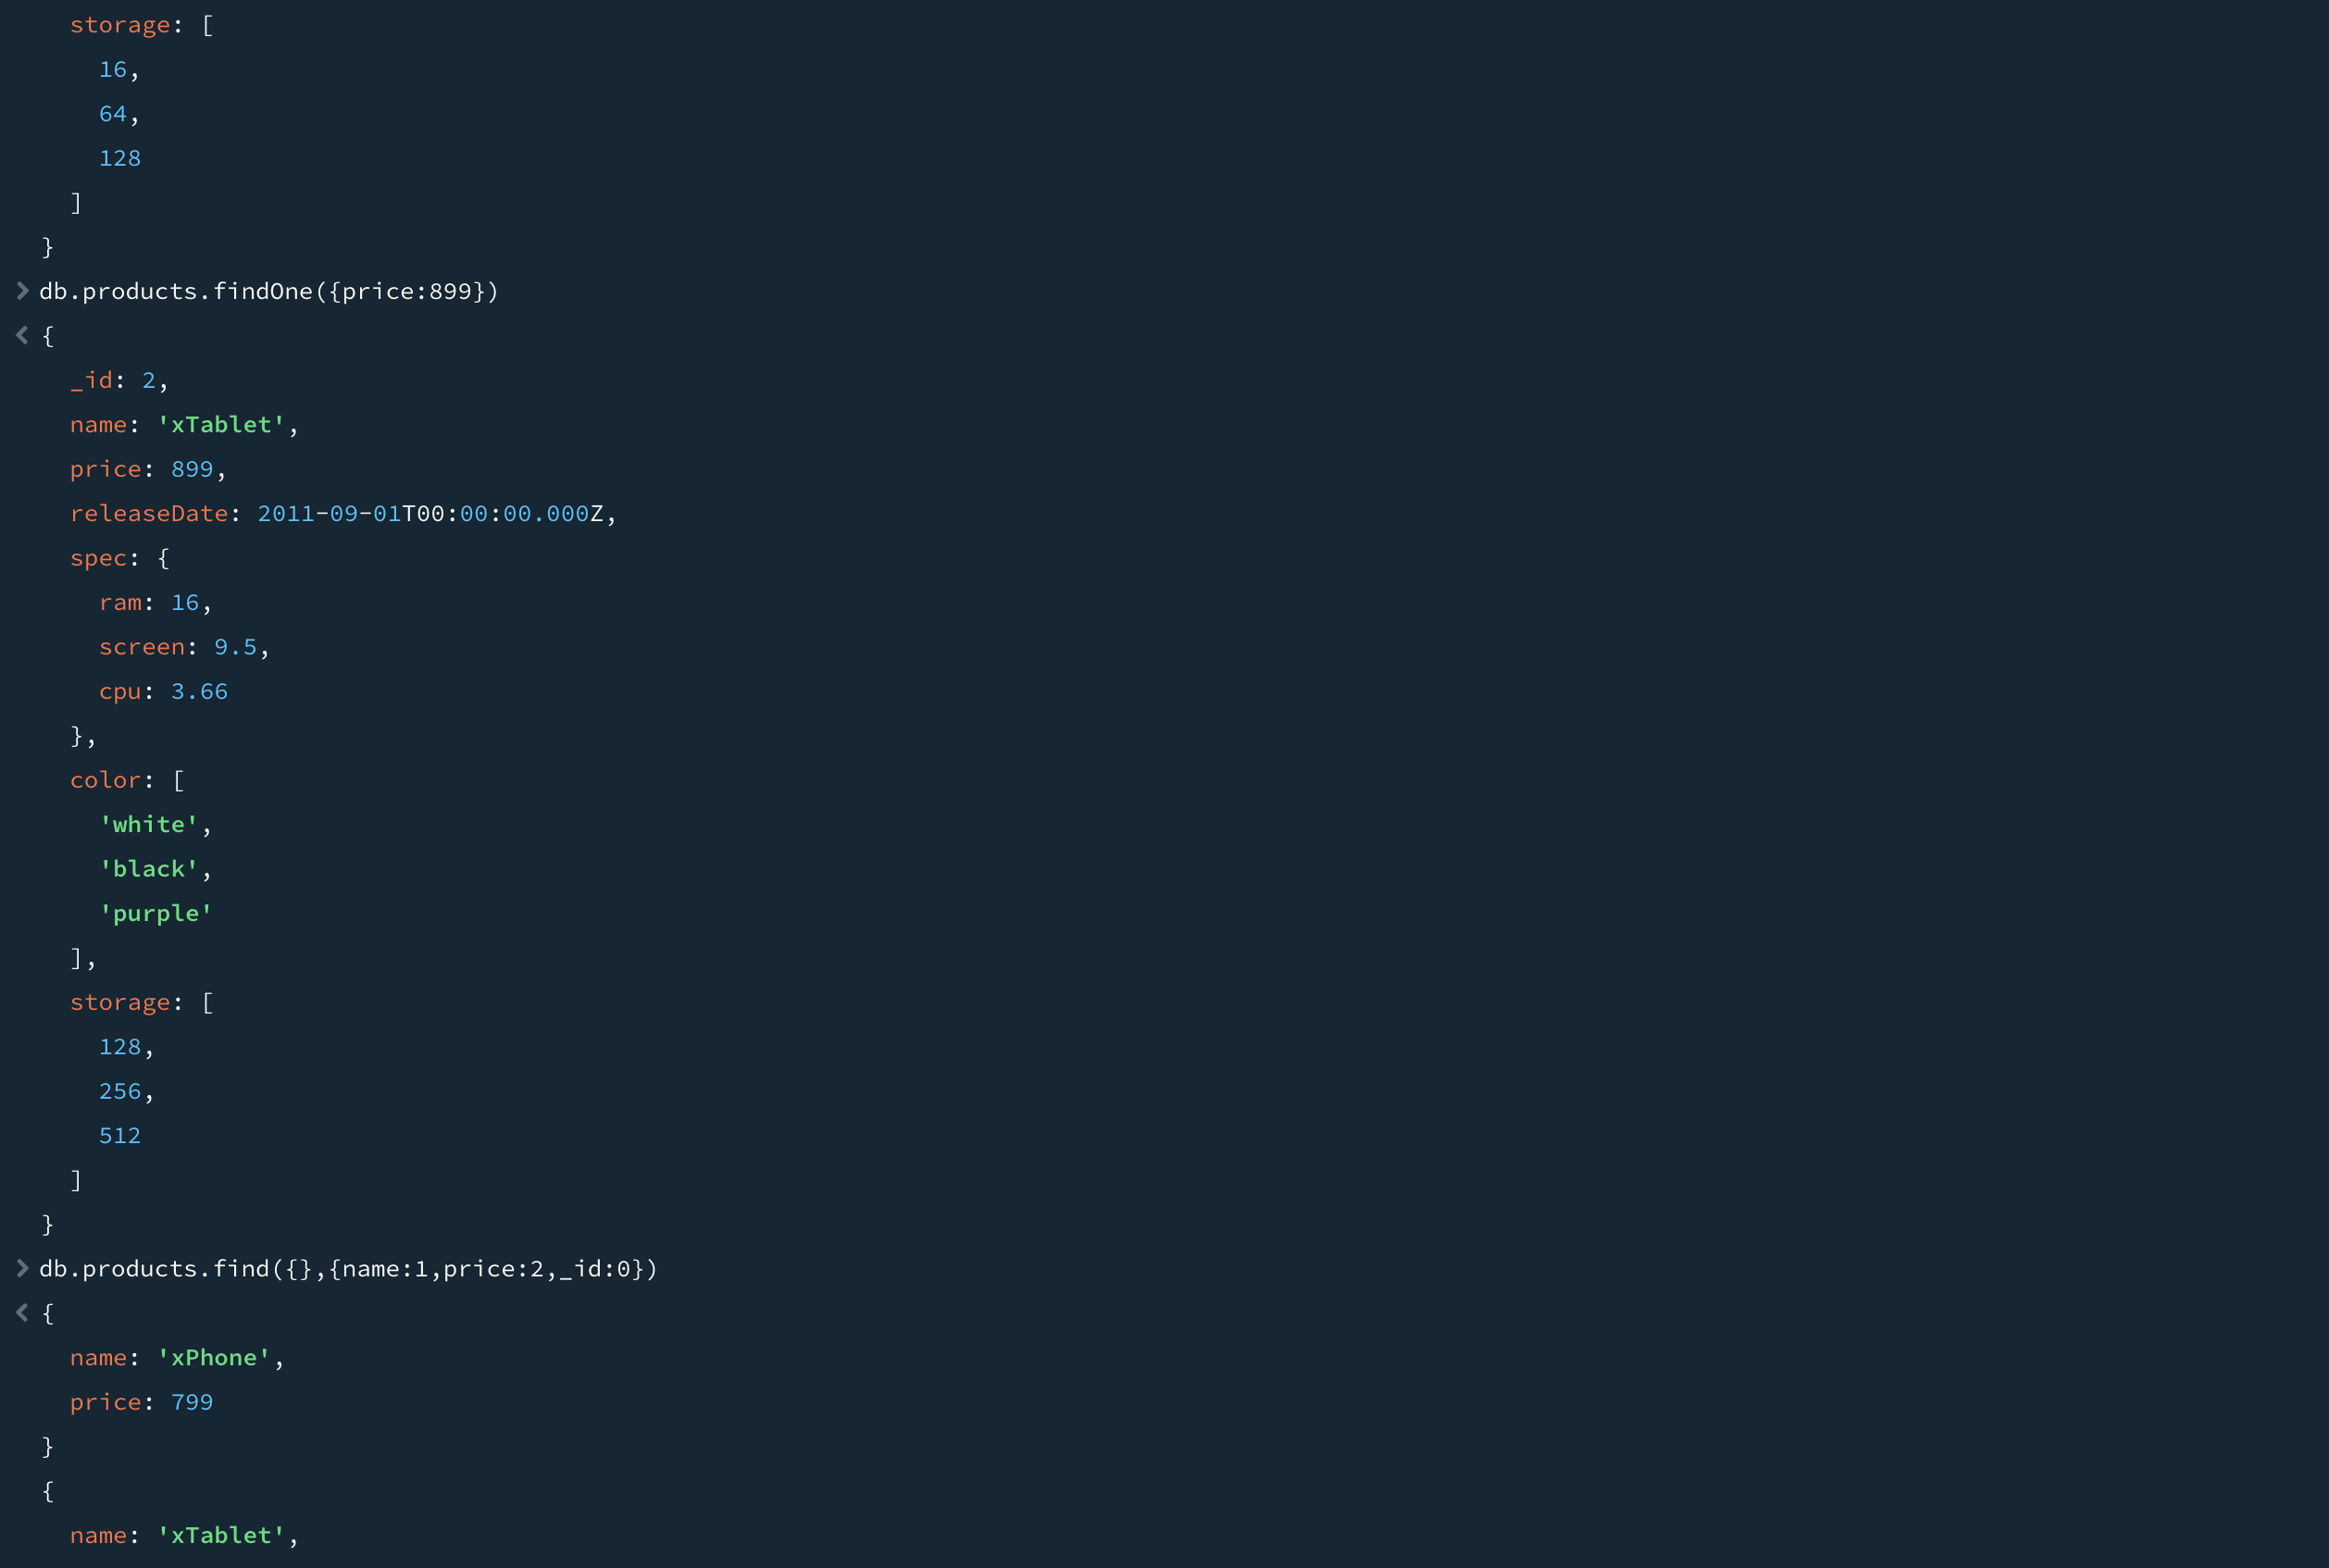 storage: [
16,
64,
128
]
}
> db.products.findOne({price:899})
< {
_id: 2,
name: 'xTablet',
price: 899,
releaseDate: 2011-09-01T00:00:00.000Z,
spec: {
ram: 16,
screen: 9.5,
cpu: 3.66
},
color: [
'white',
'black',
'purple'
],
storage: [
128,
256,
512
]
}
> db.products.find({},{name:1,price:2,_id:0})
< {
name: 'xPhone',
price: 799
}
{
name: 'xTablet',